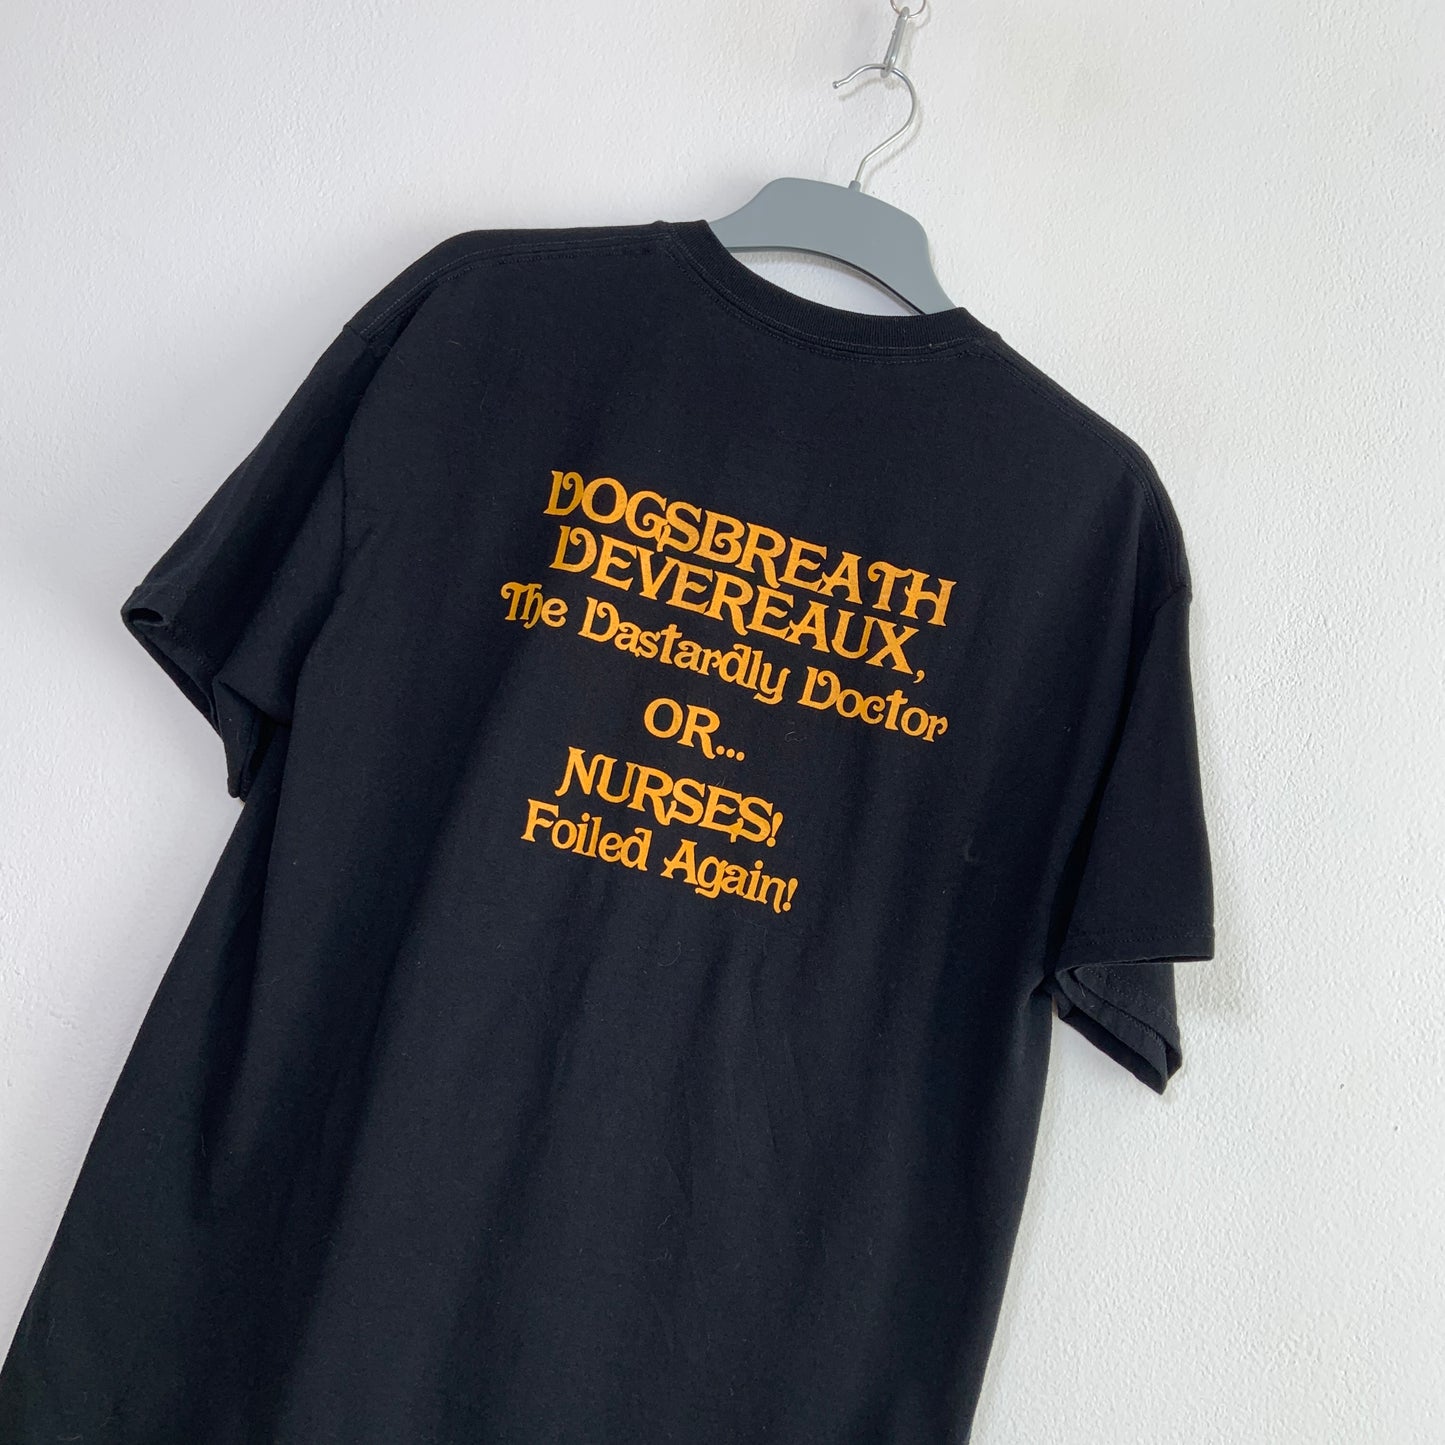 DOGSBREATH
DEVEREAUX,
The Dastardly Doctor
OR...
NURSES!
Foiled Again!